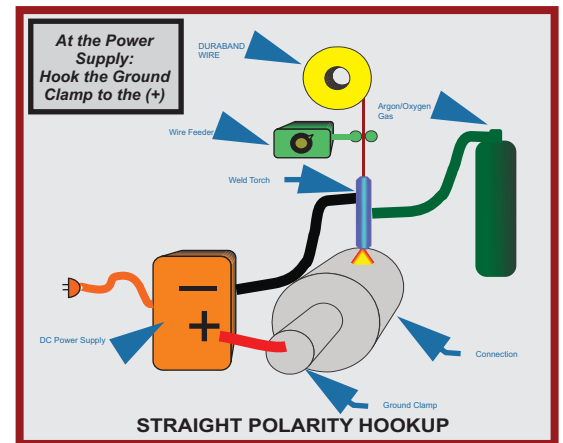 At the Power
Supply:
Hook the Ground
Clamp to the (+)
DURABAND
WIRE
Argon/Oxygen
Gas
Wire Feeder
Weld Torch
−
+
DC Power Supply
Connection
Ground Clamp
STRAIGHT POLARITY HOOKUP